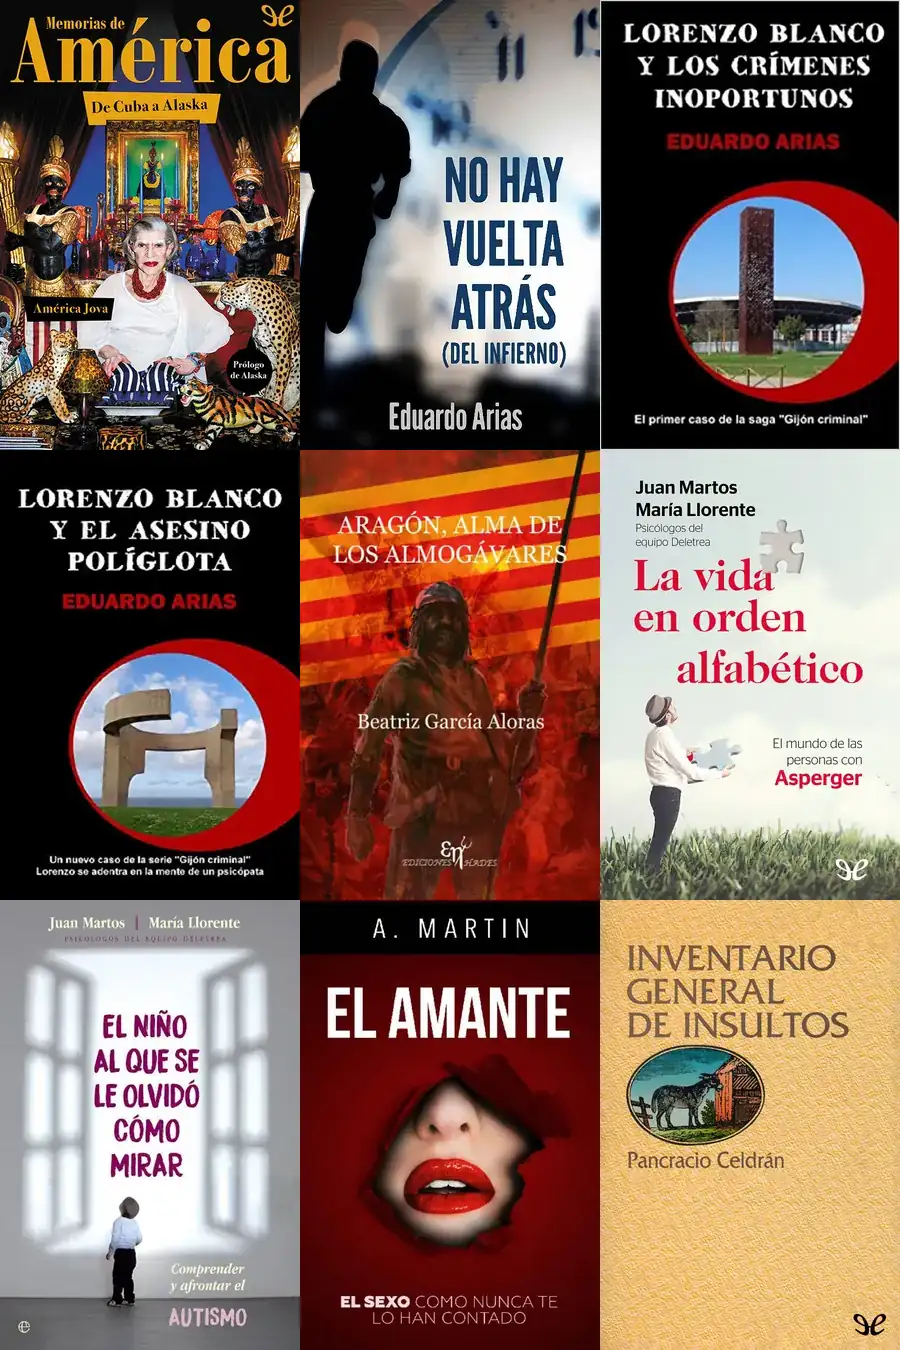 Memorias de
América
De Cuba a Alaska
América Jova
Prólogo
de Alaska
NO HAY
VUELTA
ATRÁS
(DEL INFIERNO)
Eduardo Arias
LORENZO BLANCO
Y LOS CRÍMENES
INOPORTUNOS
EDUARDO ARIAS
El primer caso de la saga "Gijón criminal"
LORENZO BLANCO
Y EL ASESINO
POLÍGLOTA
EDUARDO ARIAS
Un nuevo caso de la serie "Gijón criminal"
Lorenzo se adentra en la mente de un psicópata
ARAGÓN, ALMA DE
LOS ALMOGÁVARES
Beatriz García Aloras
EDICIONES HADES
Juan Martos
María Llorente
Psicólogos del
equipo Deletrea
La vida
en orden
alfabético
El mundo de las
personas con
Asperger
Juan Martos | María Llorente
PSICÓLOGOS DEL EQUIPO DELETREA
EL NIÑO
AL QUE SE
LE OLVIDÓ
CÓMO
MIRAR
Comprender
y afrontar el
AUTISMO
A. MARTIN
EL AMANTE
EL SEXO COMO NUNCA TE
LO HAN CONTADO
INVENTARIO
GENERAL
DE INSULTOS
Pancracio Celdrán